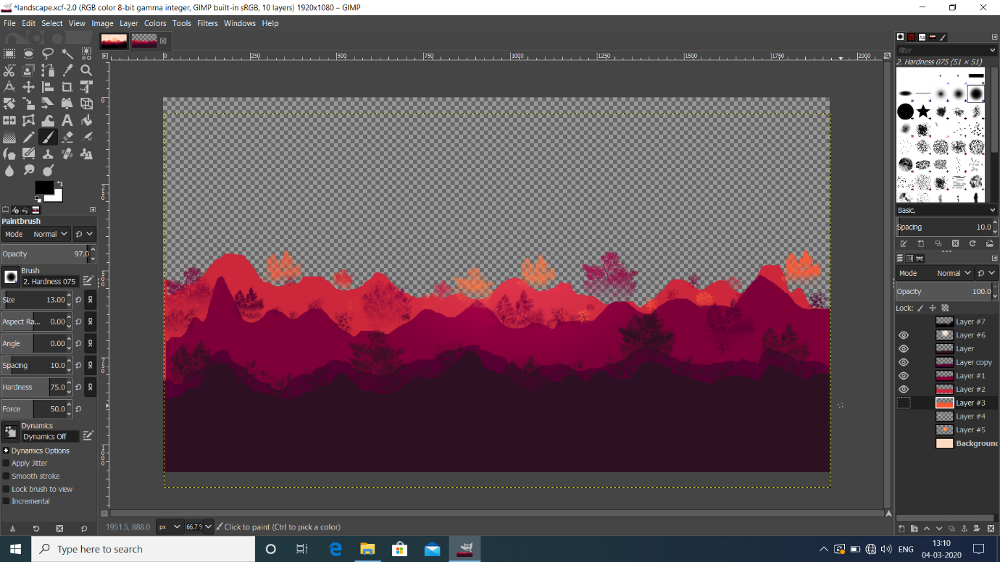 *landscape.xcf-2.0 (RGB color 8-bit gamma integer, GIMP built-in sRGB, 10 layers) 1920x1080 – GIMP
File Edit Select View Image Layer Colors Tools Filters Windows Help
0 250 500 750 1000 1250 1500 1750 2000
0
250
500
750
1000
Paintbrush
Mode Normal
Opacity 97.0
Brush
2. Hardness 075
Size 13.00
Aspect Ra... 0.00
Angle 0.00
Spacing 10.0
Hardness 75.0
Force 50.0
Dynamics
Dynamics Off
Dynamics Options
Apply Jitter
Smooth stroke
Lock brush to view
Incremental
filter
2. Hardness 075 (51 × 51)
Basic,
Spacing 10.0
Mode Normal
Opacity 100.0
Lock:
Layer #7
Layer #6
Layer
Layer copy
Layer #1
Layer #2
Layer #3
Layer #4
Layer #5
Background
1951.5, 888.0 px 66.7 % Click to paint (Ctrl to pick a color)
Type here to search
ENG 13:10
04-03-2020